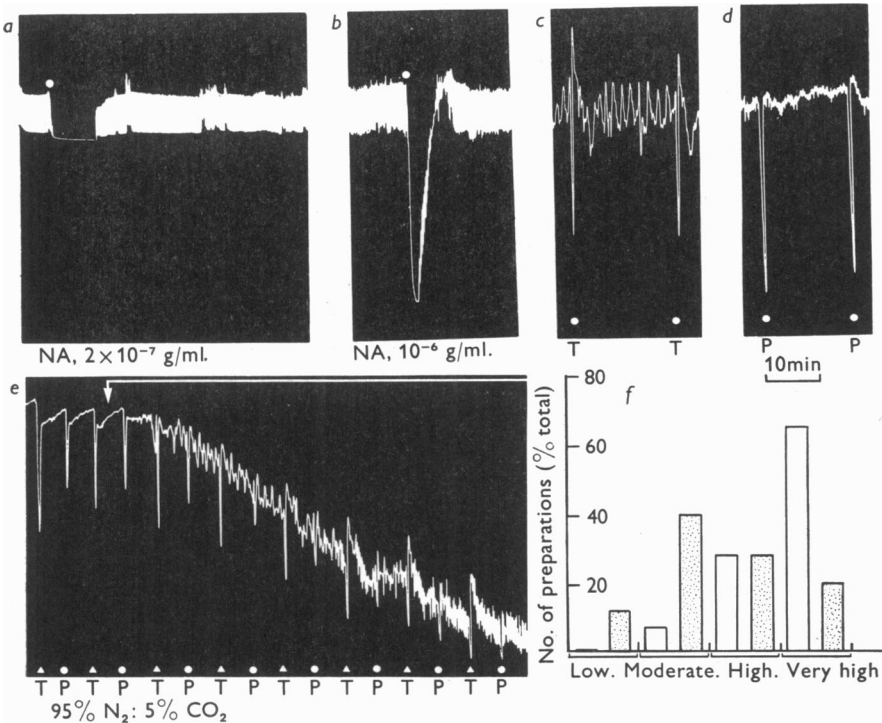 a b c d
NA, 2 × 10⁻⁷ g/ml. NA, 10⁻⁶ g/ml. T T P P
10min
e f
80
60
40
20
No. of preparations (% total)
Low. Moderate. High. Very high
T P T P T P T P T P T P T P T P
95% N₂: 5% CO₂